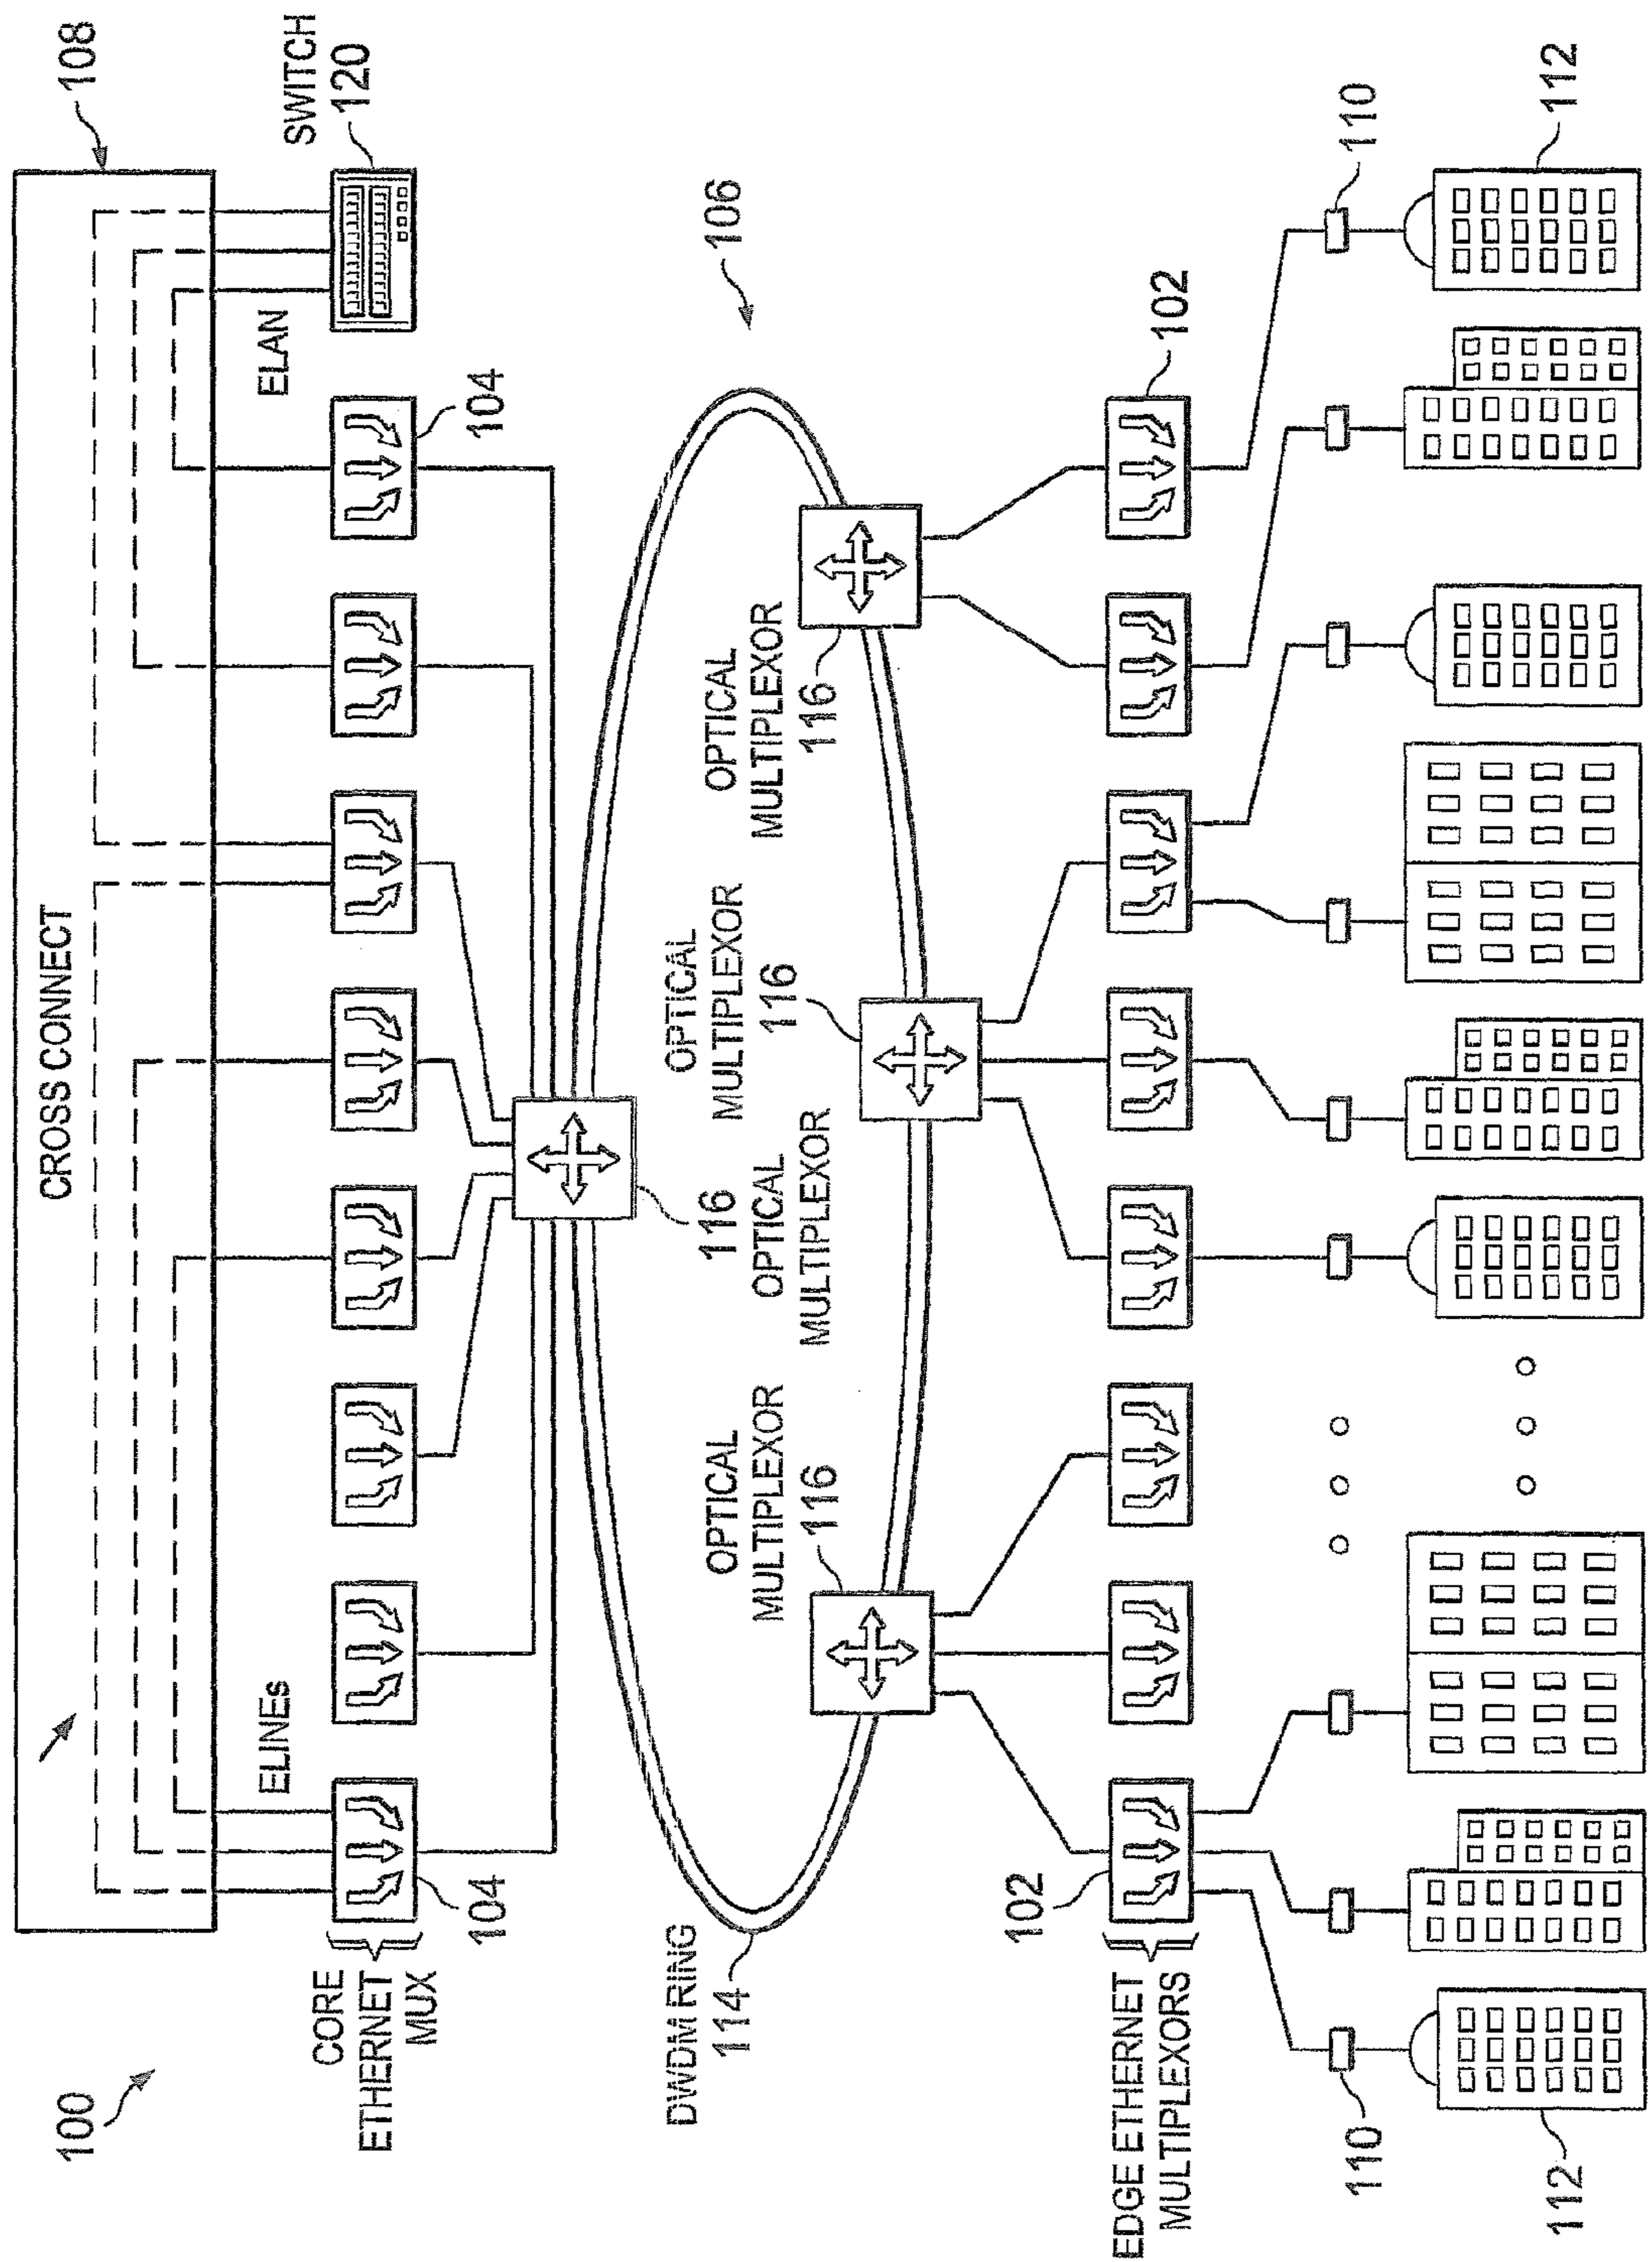 100
CROSS CONNECT
108
CORE
ETHERNET
MUX
104
ELINEs
ELAN
104
SWITCH
120
DWDM RING
114
106
116
OPTICAL
MULTIPLEXOR
OPTICAL
MULTIPLEXOR
116
OPTICAL
MULTIPLEXOR
116
OPTICAL
MULTIPLEXOR
116
EDGE ETHERNET
MULTIPLEXORS
102
102
110
110
112
112